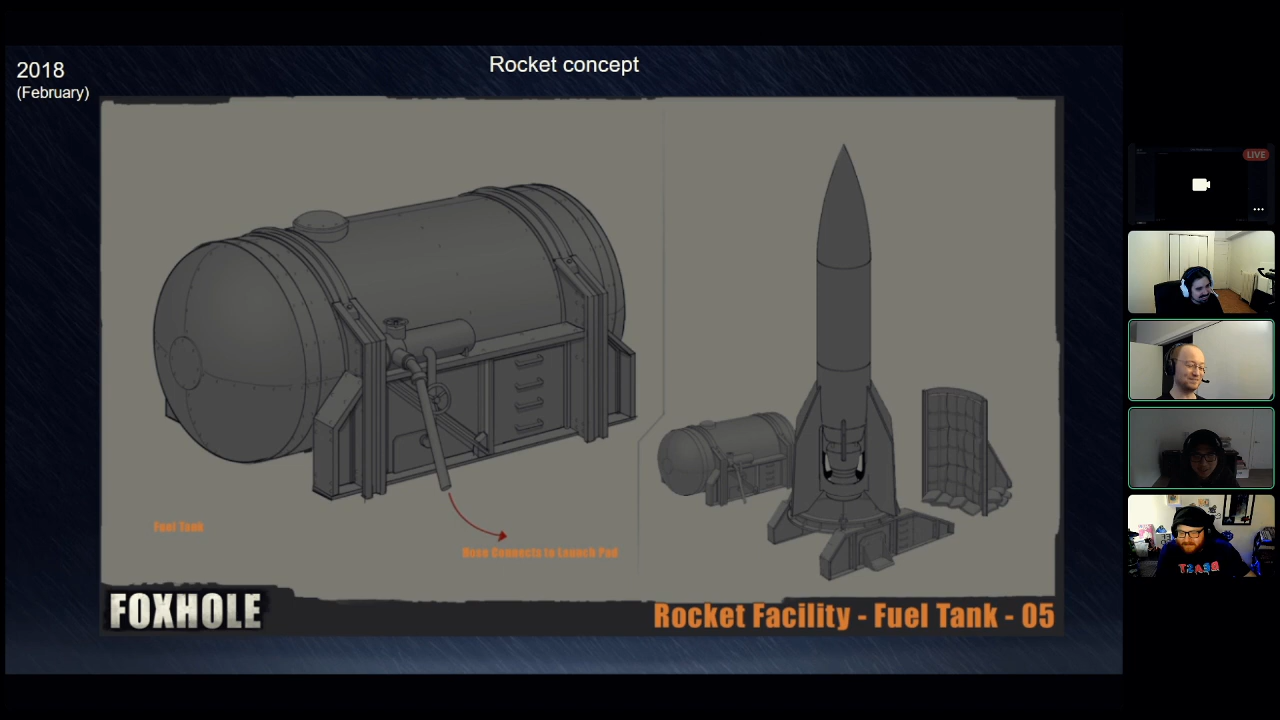 2018
(February)
Rocket concept
LIVE
Fuel Tank
Hose Connects to Launch Pad
FOXHOLE
Rocket Facility - Fuel Tank - 05